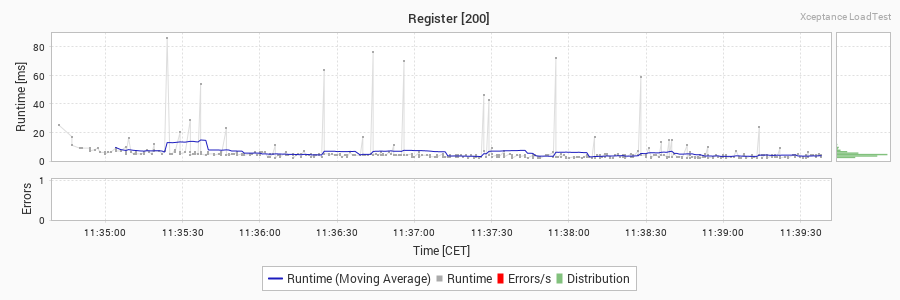 Register [200]
Xceptance LoadTest
Runtime [ms]
80
60
40
20
0
Errors
1
0
11:35:00 11:35:30 11:36:00 11:36:30 11:37:00 11:37:30 11:38:00 11:38:30 11:39:00 11:39:30
Time [CET]
Runtime (Moving Average) Runtime Errors/s Distribution